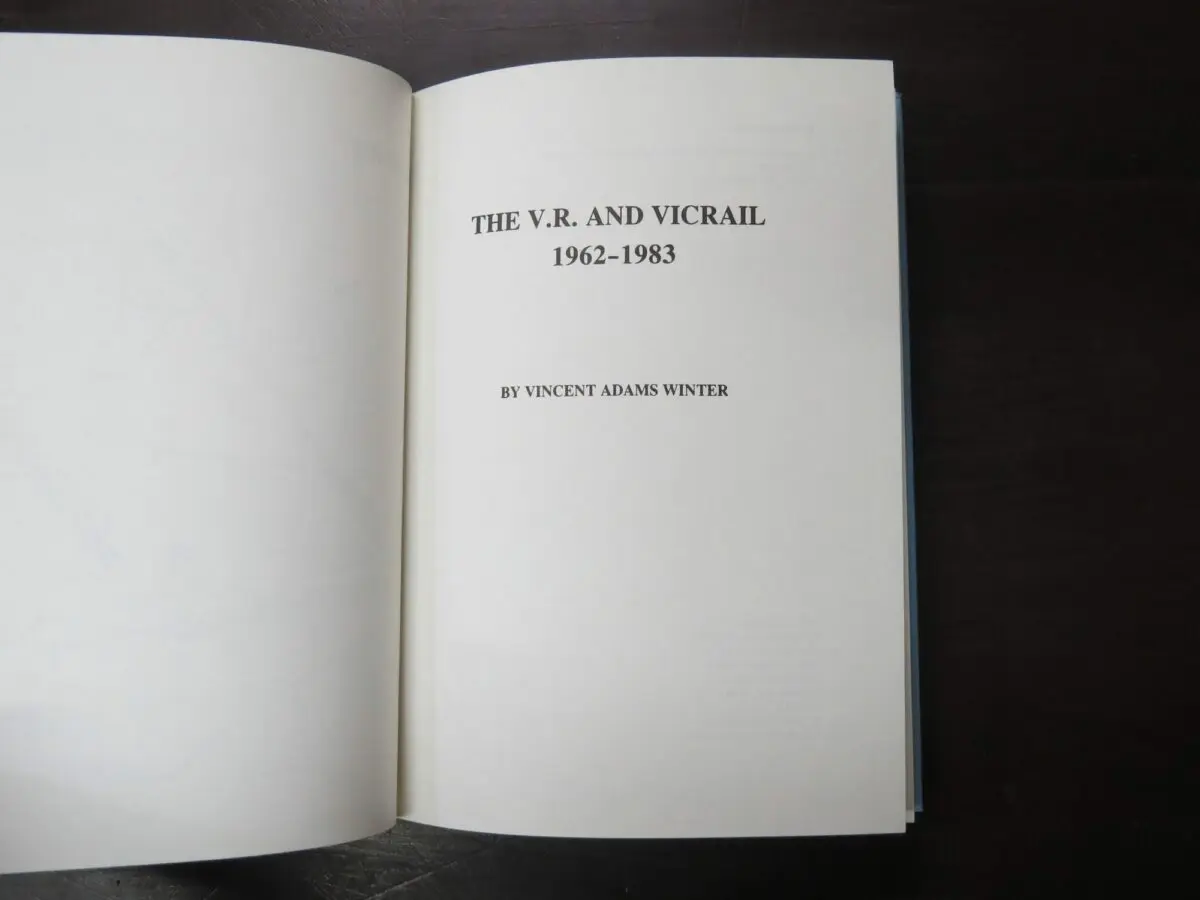 THE V.R. AND VICRAIL
1962-1983
BY VINCENT ADAMS WINTER